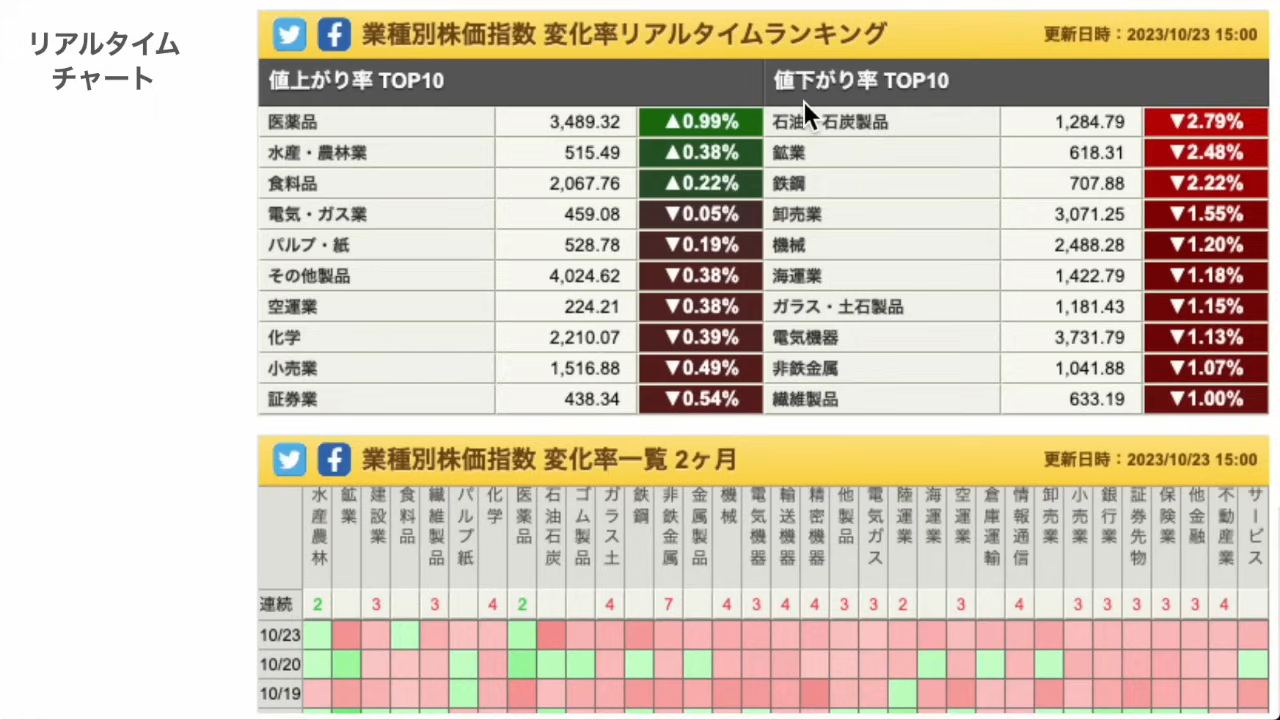 リアルタイム
チャート
業種別株価指数 変化率リアルタイムランキング 更新日時：2023/10/23 15:00
値上がり率 TOP10 値下がり率 TOP10
医薬品 3,489.32 ▲0.99% 石油 石炭製品 1,284.79 ▼2.79%
水産・農林業 515.49 ▲0.38% 鉱業 618.31 ▼2.48%
食料品 2,067.76 ▲0.22% 鉄鋼 707.88 ▼2.22%
電気・ガス業 459.08 ▼0.05% 卸売業 3,071.25 ▼1.55%
パルプ・紙 528.78 ▼0.19% 機械 2,488.28 ▼1.20%
その他製品 4,024.62 ▼0.38% 海運業 1,422.79 ▼1.18%
空運業 224.21 ▼0.38% ガラス・土石製品 1,181.43 ▼1.15%
化学 2,210.07 ▼0.39% 電気機器 3,731.79 ▼1.13%
小売業 1,516.88 ▼0.49% 非鉄金属 1,041.88 ▼1.07%
証券業 438.34 ▼0.54% 繊維製品 633.19 ▼1.00%
業種別株価指数 変化率一覧 2ヶ月 更新日時：2023/10/23 15:00
水産農林 鉱業 建設業 食料品 繊維製品 パルプ紙 化学 医薬品 石油石炭 ゴム製品 ガラス土 鉄鋼 非鉄金属 金属製品 機械 電気機器 輸送機器 精密機器 他製品 電気ガス 陸運業 海運業 空運業 倉庫運輸 情報通信 卸売業 小売業 銀行業 証券先物 保険業 他金融 不動産業 サービス
連続 2 3 3 4 2 4 7 4 3 4 4 3 3 2 3 4 3 3 3 3 3 4
10/23
10/20
10/19